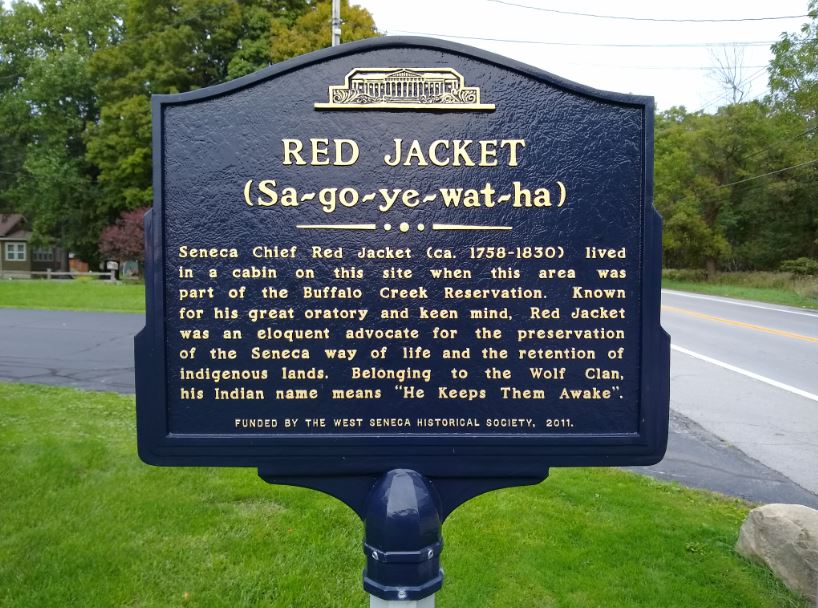 RED JACKET
(Sa-go-ye-wat-ha)
Seneca Chief Red Jacket (ca. 1758-1830) lived
in a cabin on this site when this area was
part of the Buffalo Creek Reservation. Known
for his great oratory and keen mind, Red Jacket
was an eloquent advocate for the preservation
of the Seneca way of life and the retention of
indigenous lands. Belonging to the Wolf Clan,
his Indian name means "He Keeps Them Awake".
FUNDED BY THE WEST SENECA HISTORICAL SOCIETY, 2011.